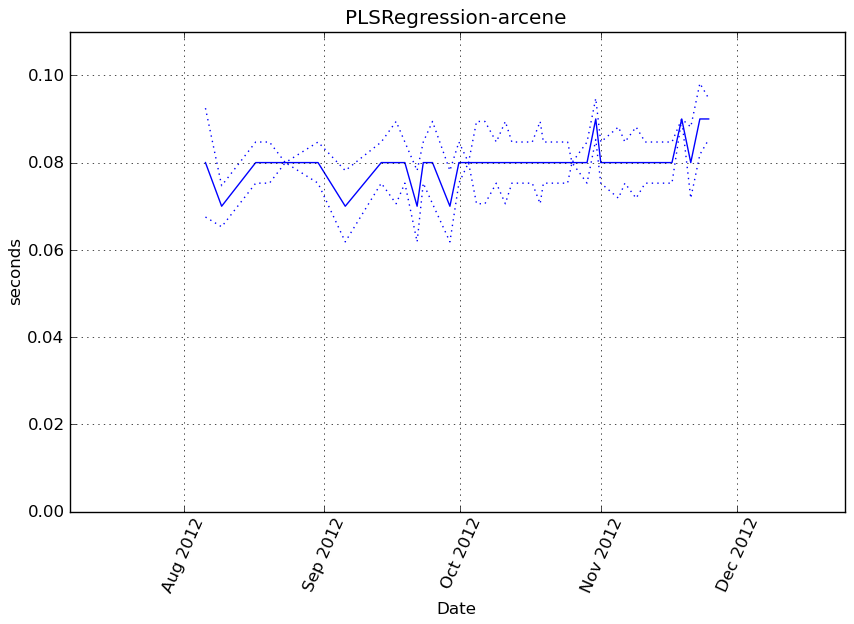 PLSRegression-arcene
0.10
0.08
0.06
0.04
0.02
0.00
seconds
Aug 2012
Sep 2012
Oct 2012
Nov 2012
Dec 2012
Date